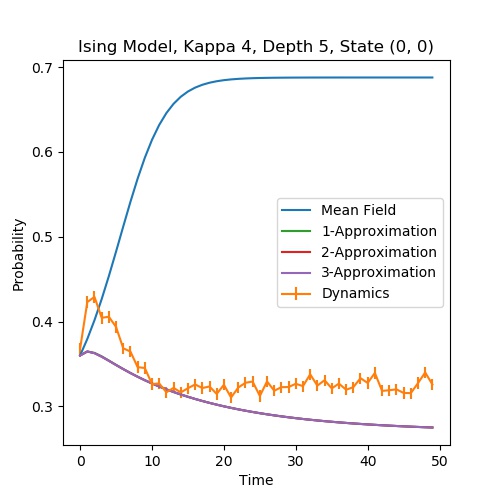 Ising Model, Kappa 4, Depth 5, State (0, 0)
0.7
0.6
0.5
0.4
0.3
Probability
Mean Field
1-Approximation
2-Approximation
3-Approximation
Dynamics
0 10 20 30 40 50
Time